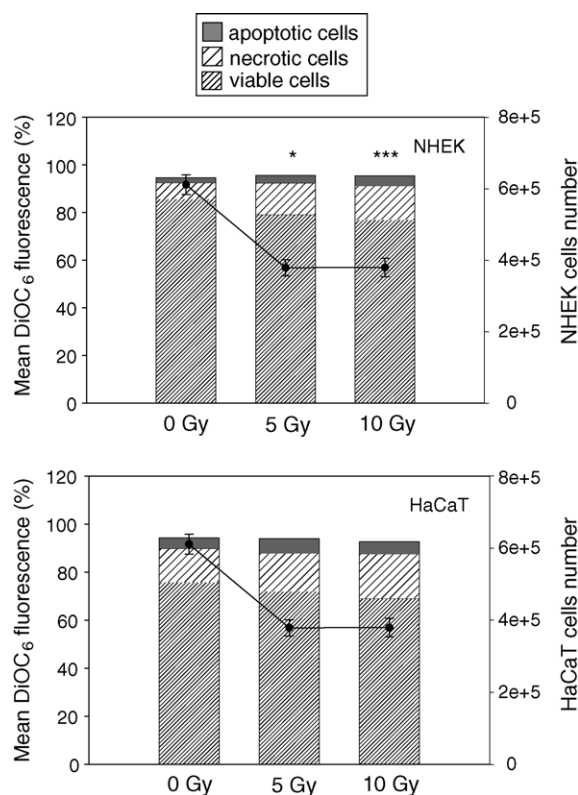 apoptotic cells
necrotic cells
viable cells
120
100
80
60
40
20
0
Mean DiOC6 fluorescence (%)
* ***
NHEK
8e+5
6e+5
4e+5
2e+5
0
NHEK cells number
0 Gy 5 Gy 10 Gy
120
100
80
60
40
20
0
Mean DiOC6 fluorescence (%)
HaCaT
8e+5
6e+5
4e+5
2e+5
0
HaCaT cells number
0 Gy 5 Gy 10 Gy